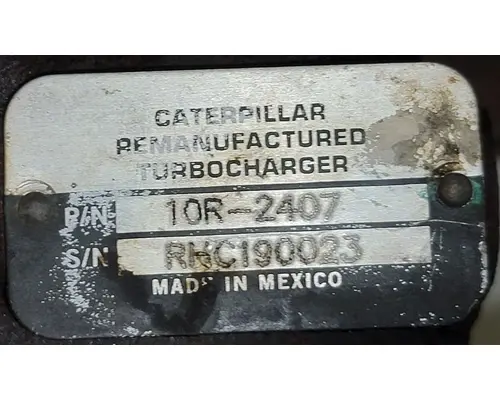 CATERPILLAR
REMANUFACTURED
TURBOCHARGER
P/N 10R-2407
S/N RHC190023
MADE IN MEXICO